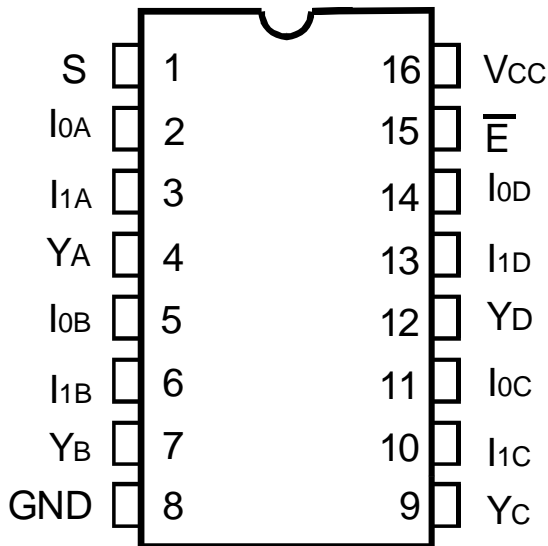 S 1 16 VCC
I0A 2 15 E̅
I1A 3 14 I0D
YA 4 13 I1D
I0B 5 12 YD
I1B 6 11 I0C
YB 7 10 I1C
GND 8 9 YC